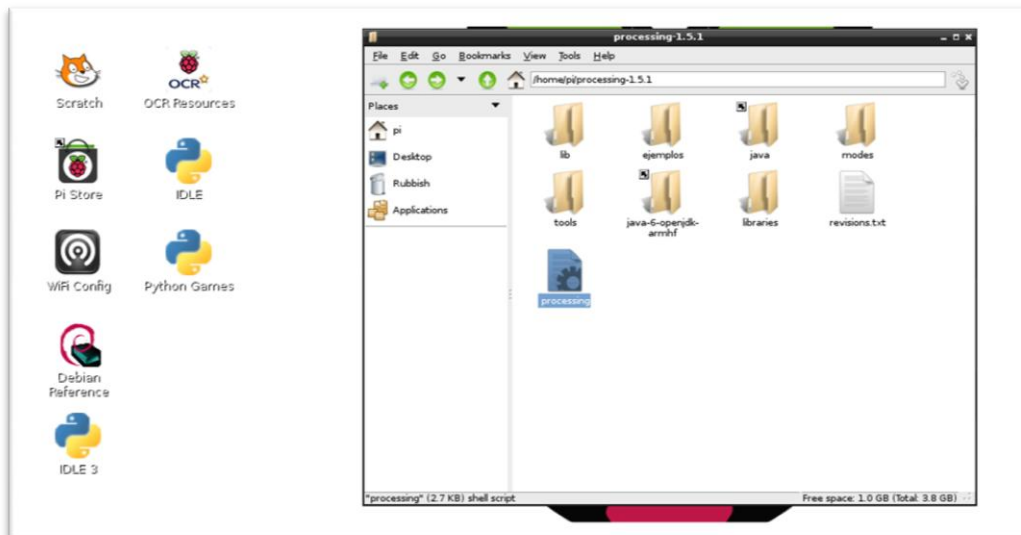 Scratch
OCR
OCR Resources
Pi Store
IDLE
WiFi Config
Python Games
Debian
Reference
IDLE 3
processing-1.5.1
File Edit Go Bookmarks View Tools Help
/home/pi/processing-1.5.1
Places
pi
Desktop
Rubbish
Applications
lib
ejemplos
java
modes
tools
java-6-openjdk-
armhf
libraries
revisions.txt
processing
"processing" (2.7 KB) shell script
Free space: 1.0 GB (Total: 3.8 GB)